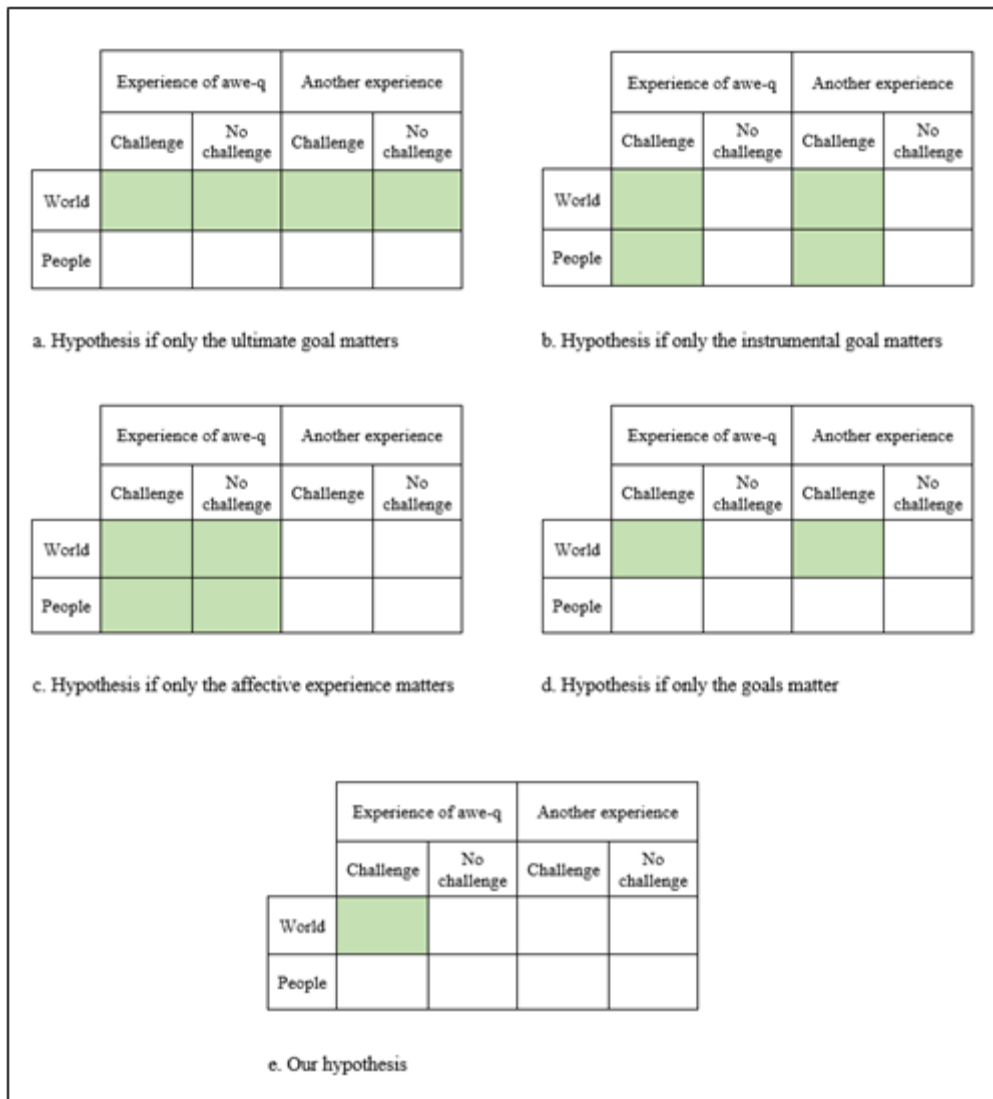 Experience of awe-q Another experience
Challenge No challenge Challenge No challenge
World
People
a. Hypothesis if only the ultimate goal matters
Experience of awe-q Another experience
Challenge No challenge Challenge No challenge
World
People
b. Hypothesis if only the instrumental goal matters
Experience of awe-q Another experience
Challenge No challenge Challenge No challenge
World
People
c. Hypothesis if only the affective experience matters
Experience of awe-q Another experience
Challenge No challenge Challenge No challenge
World
People
d. Hypothesis if only the goals matter
Experience of awe-q Another experience
Challenge No challenge Challenge No challenge
World
People
e. Our hypothesis